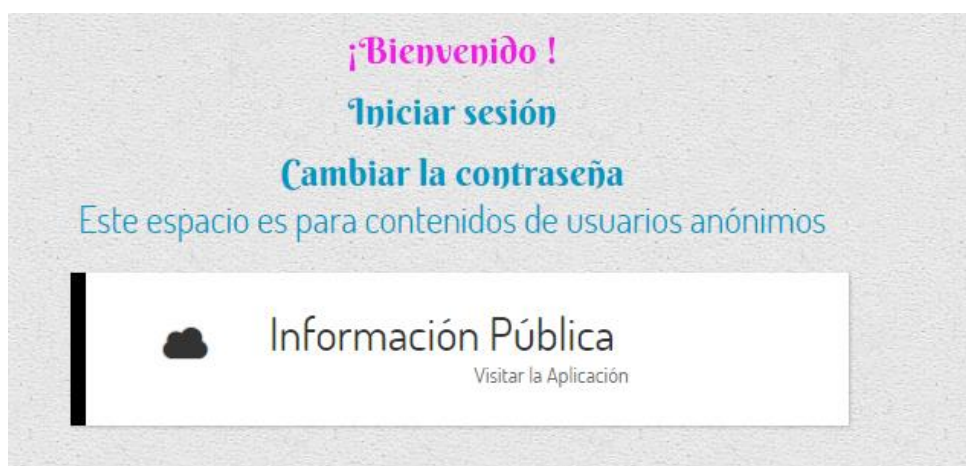 ¡Bienvenido !
Iniciar sesión
Cambiar la contraseña
Este espacio es para contenidos de usuarios anónimos
Información Pública
Visitar la Aplicación